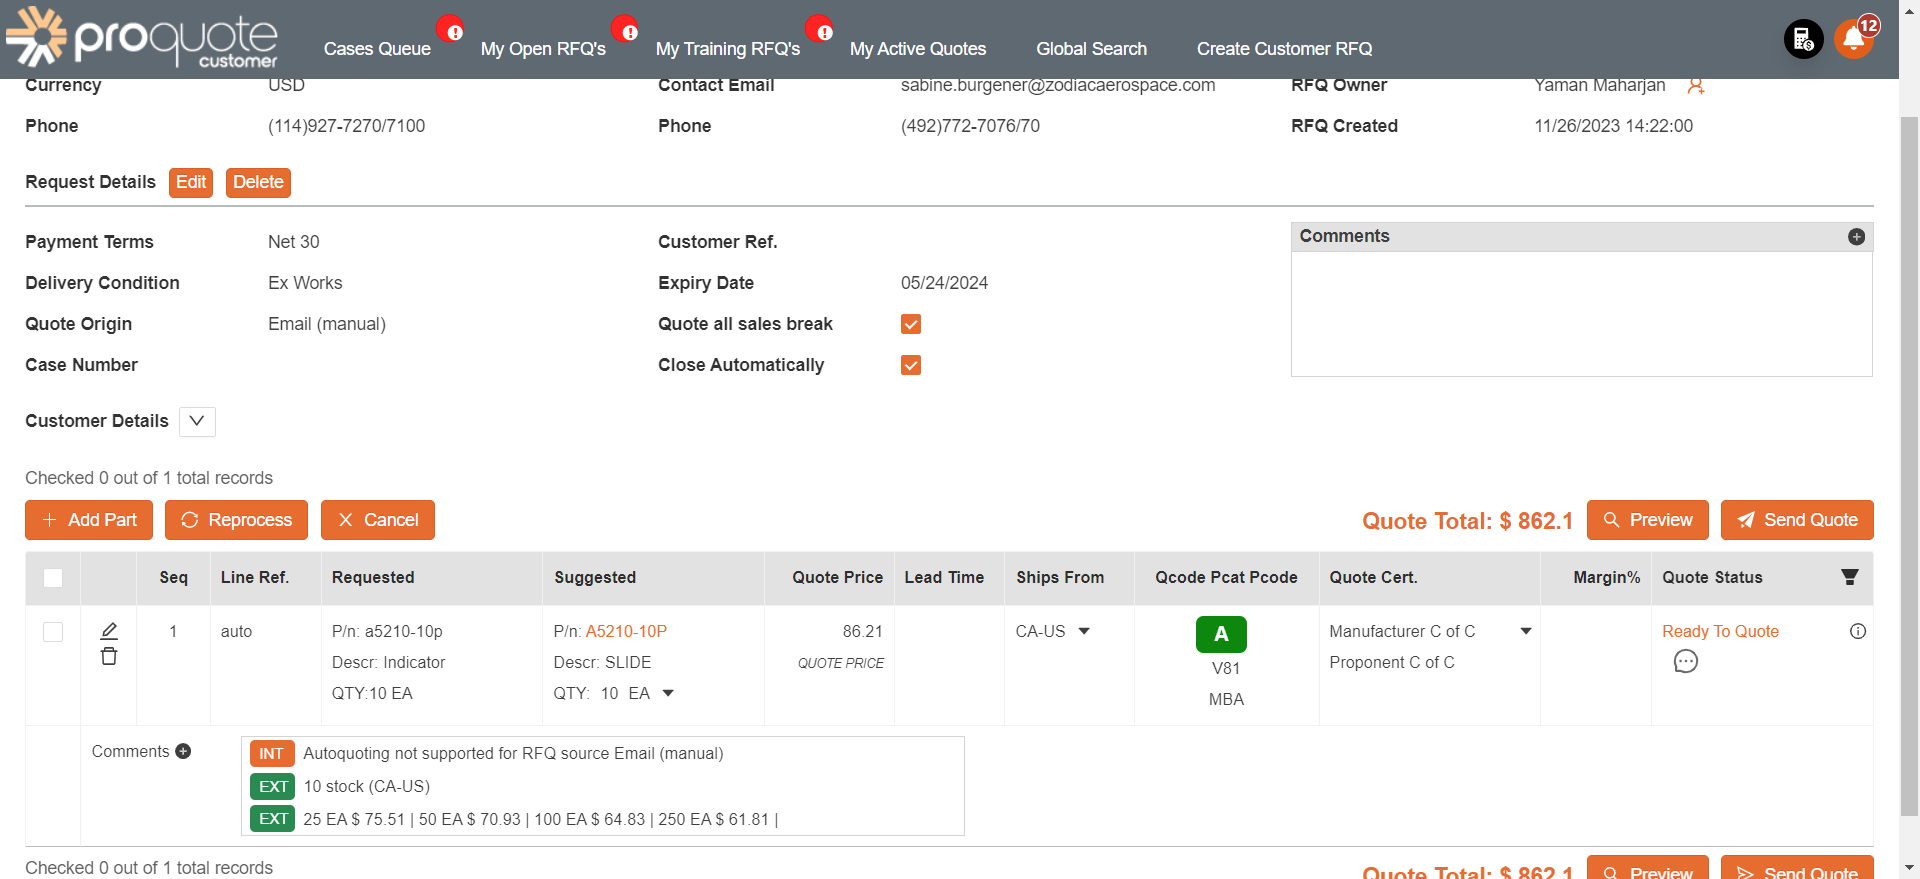 proquote
customer
Cases Queue
My Open RFQ's
My Training RFQ's
My Active Quotes
Global Search
Create Customer RFQ
12
Currency USD Contact Email sabine.burgener@zodiacaerospace.com RFQ Owner Yaman Maharjan
Phone (114)927-7270/7100 Phone (492)772-7076/70 RFQ Created 11/26/2023 14:22:00
Request Details Edit Delete
Payment Terms Net 30 Customer Ref. Comments
Delivery Condition Ex Works Expiry Date 05/24/2024
Quote Origin Email (manual) Quote all sales break
Case Number Close Automatically
Customer Details
Checked 0 out of 1 total records
Add Part Reprocess Cancel Quote Total: $ 862.1 Preview Send Quote
Seq Line Ref. Requested Suggested Quote Price Lead Time Ships From Qcode Pcat Pcode Quote Cert. Margin% Quote Status
1 auto P/n: a5210-10p P/n: A5210-10P 86.21 CA-US A Manufacturer C of C Ready To Quote
Descr: Indicator Descr: SLIDE QUOTE PRICE V81 Proponent C of C
QTY:10 EA QTY: 10 EA MBA
Comments INT Autoquoting not supported for RFQ source Email (manual)
EXT 10 stock (CA-US)
EXT 25 EA $ 75.51 | 50 EA $ 70.93 | 100 EA $ 64.83 | 250 EA $ 61.81 |
Checked 0 out of 1 total records Quote Total: $ 862.1 Preview Send Quote